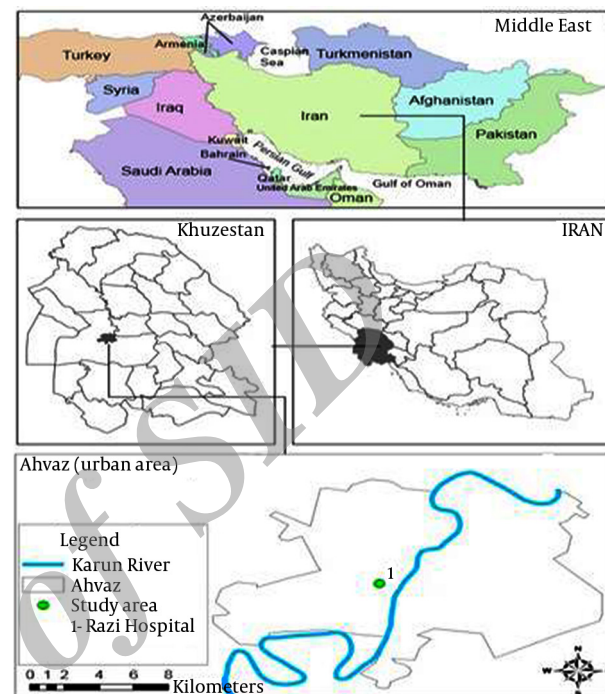 Middle East
Azerbaijan
Armenia
Turkey
Caspian
Sea
Turkmenistan
Syria
Iraq
Iran
Afghanistan
Pakistan
Kuwait
Bahrain
Persian Gulf
Saudi Arabia
Qatar
United Arab Emirates
Gulf of Oman
Oman
Khuzestan
IRAN
Ahvaz (urban area)
Legend
Karun River
Ahvaz
Study area
1- Razi Hospital
1
0 1 2 4 6 8
Kilometers
N
W E
S
of SID